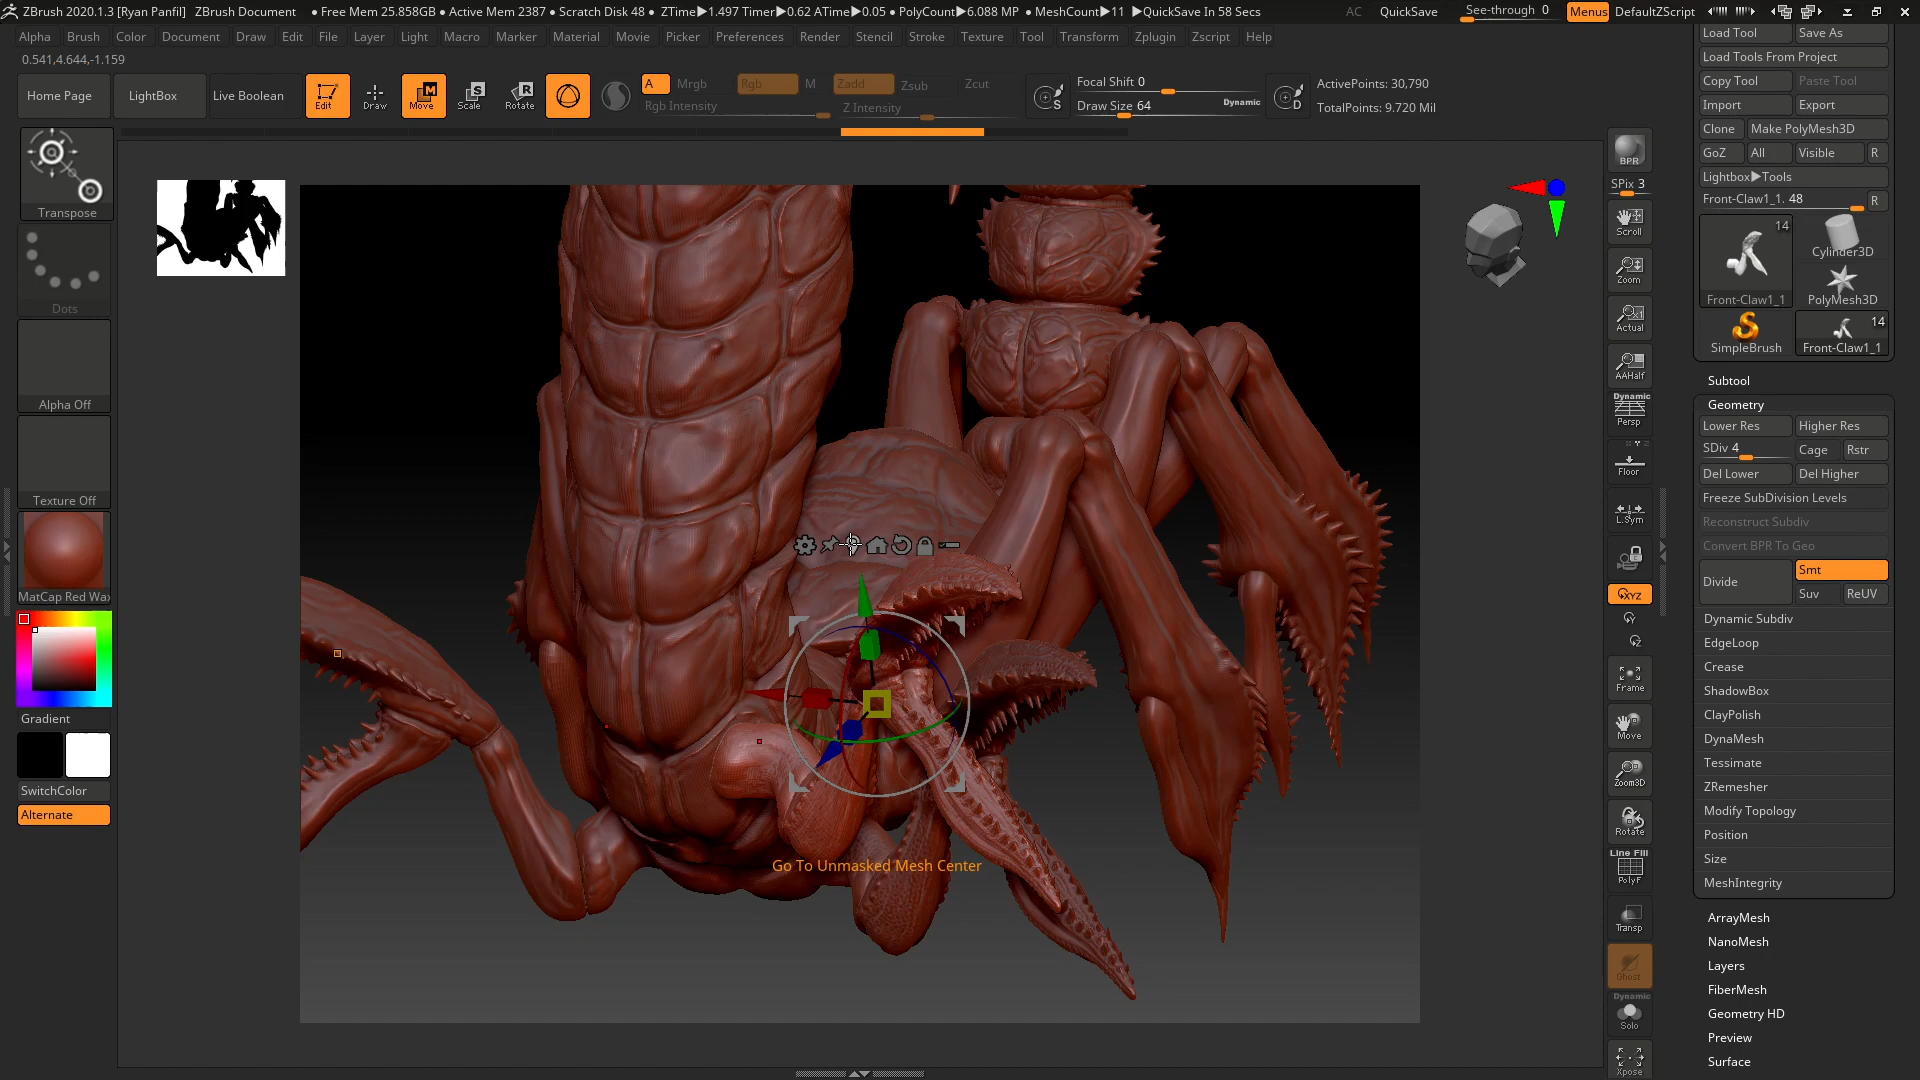 ZBrush 2020.1.3 [Ryan Panfil] ZBrush Document • Free Mem 25.858GB • Active Mem 2387 • Scratch Disk 48 • ZTime▶1.497 Timer▶0.62 ATime▶0.05 • PolyCount▶6.088 MP • MeshCount▶11 ▶QuickSave In 58 Secs AC QuickSave See-through 0 Menus DefaultZScript
Alpha Brush Color Document Draw Edit File Layer Light Macro Marker Material Movie Picker Preferences Render Stencil Stroke Texture Tool Transform Zplugin Zscript Help
0.541,4.644,-1.159
Home Page
LightBox
Live Boolean
Edit
Draw
Move
Scale
Rotate
A
Mrgb
Rgb
M
Zadd
Zsub
Zcut
Rgb Intensity
Z Intensity
Focal Shift 0
Draw Size 64
Dynamic
ActivePoints: 30,790
TotalPoints: 9.720 Mil
Transpose
Dots
Alpha Off
Texture Off
MatCap Red Wax
Gradient
SwitchColor
Alternate
Go To Unmasked Mesh Center
BPR
SPix 3
Scroll
Zoom
Actual
AAHalf
Dynamic
Persp
Floor
L.Sym
XYZ
Frame
Move
Zoom3D
Rotate
Line Fill
PolyF
Transp
Ghost
Dynamic
Solo
Xpose
Load Tool Save As
Load Tools From Project
Copy Tool Paste Tool
Import Export
Clone Make PolyMesh3D
GoZ All Visible R
Lightbox▶Tools
Front-Claw1_1. 48 R
14
Front-Claw1_1
Cylinder3D
PolyMesh3D
SimpleBrush
14
Front-Claw1_1
Subtool
Geometry
Lower Res Higher Res
SDiv 4 Cage Rstr
Del Lower Del Higher
Freeze SubDivision Levels
Reconstruct Subdiv
Convert BPR To Geo
Divide
Smt
Suv ReUV
Dynamic Subdiv
EdgeLoop
Crease
ShadowBox
ClayPolish
DynaMesh
Tessimate
ZRemesher
Modify Topology
Position
Size
MeshIntegrity
ArrayMesh
NanoMesh
Layers
FiberMesh
Geometry HD
Preview
Surface